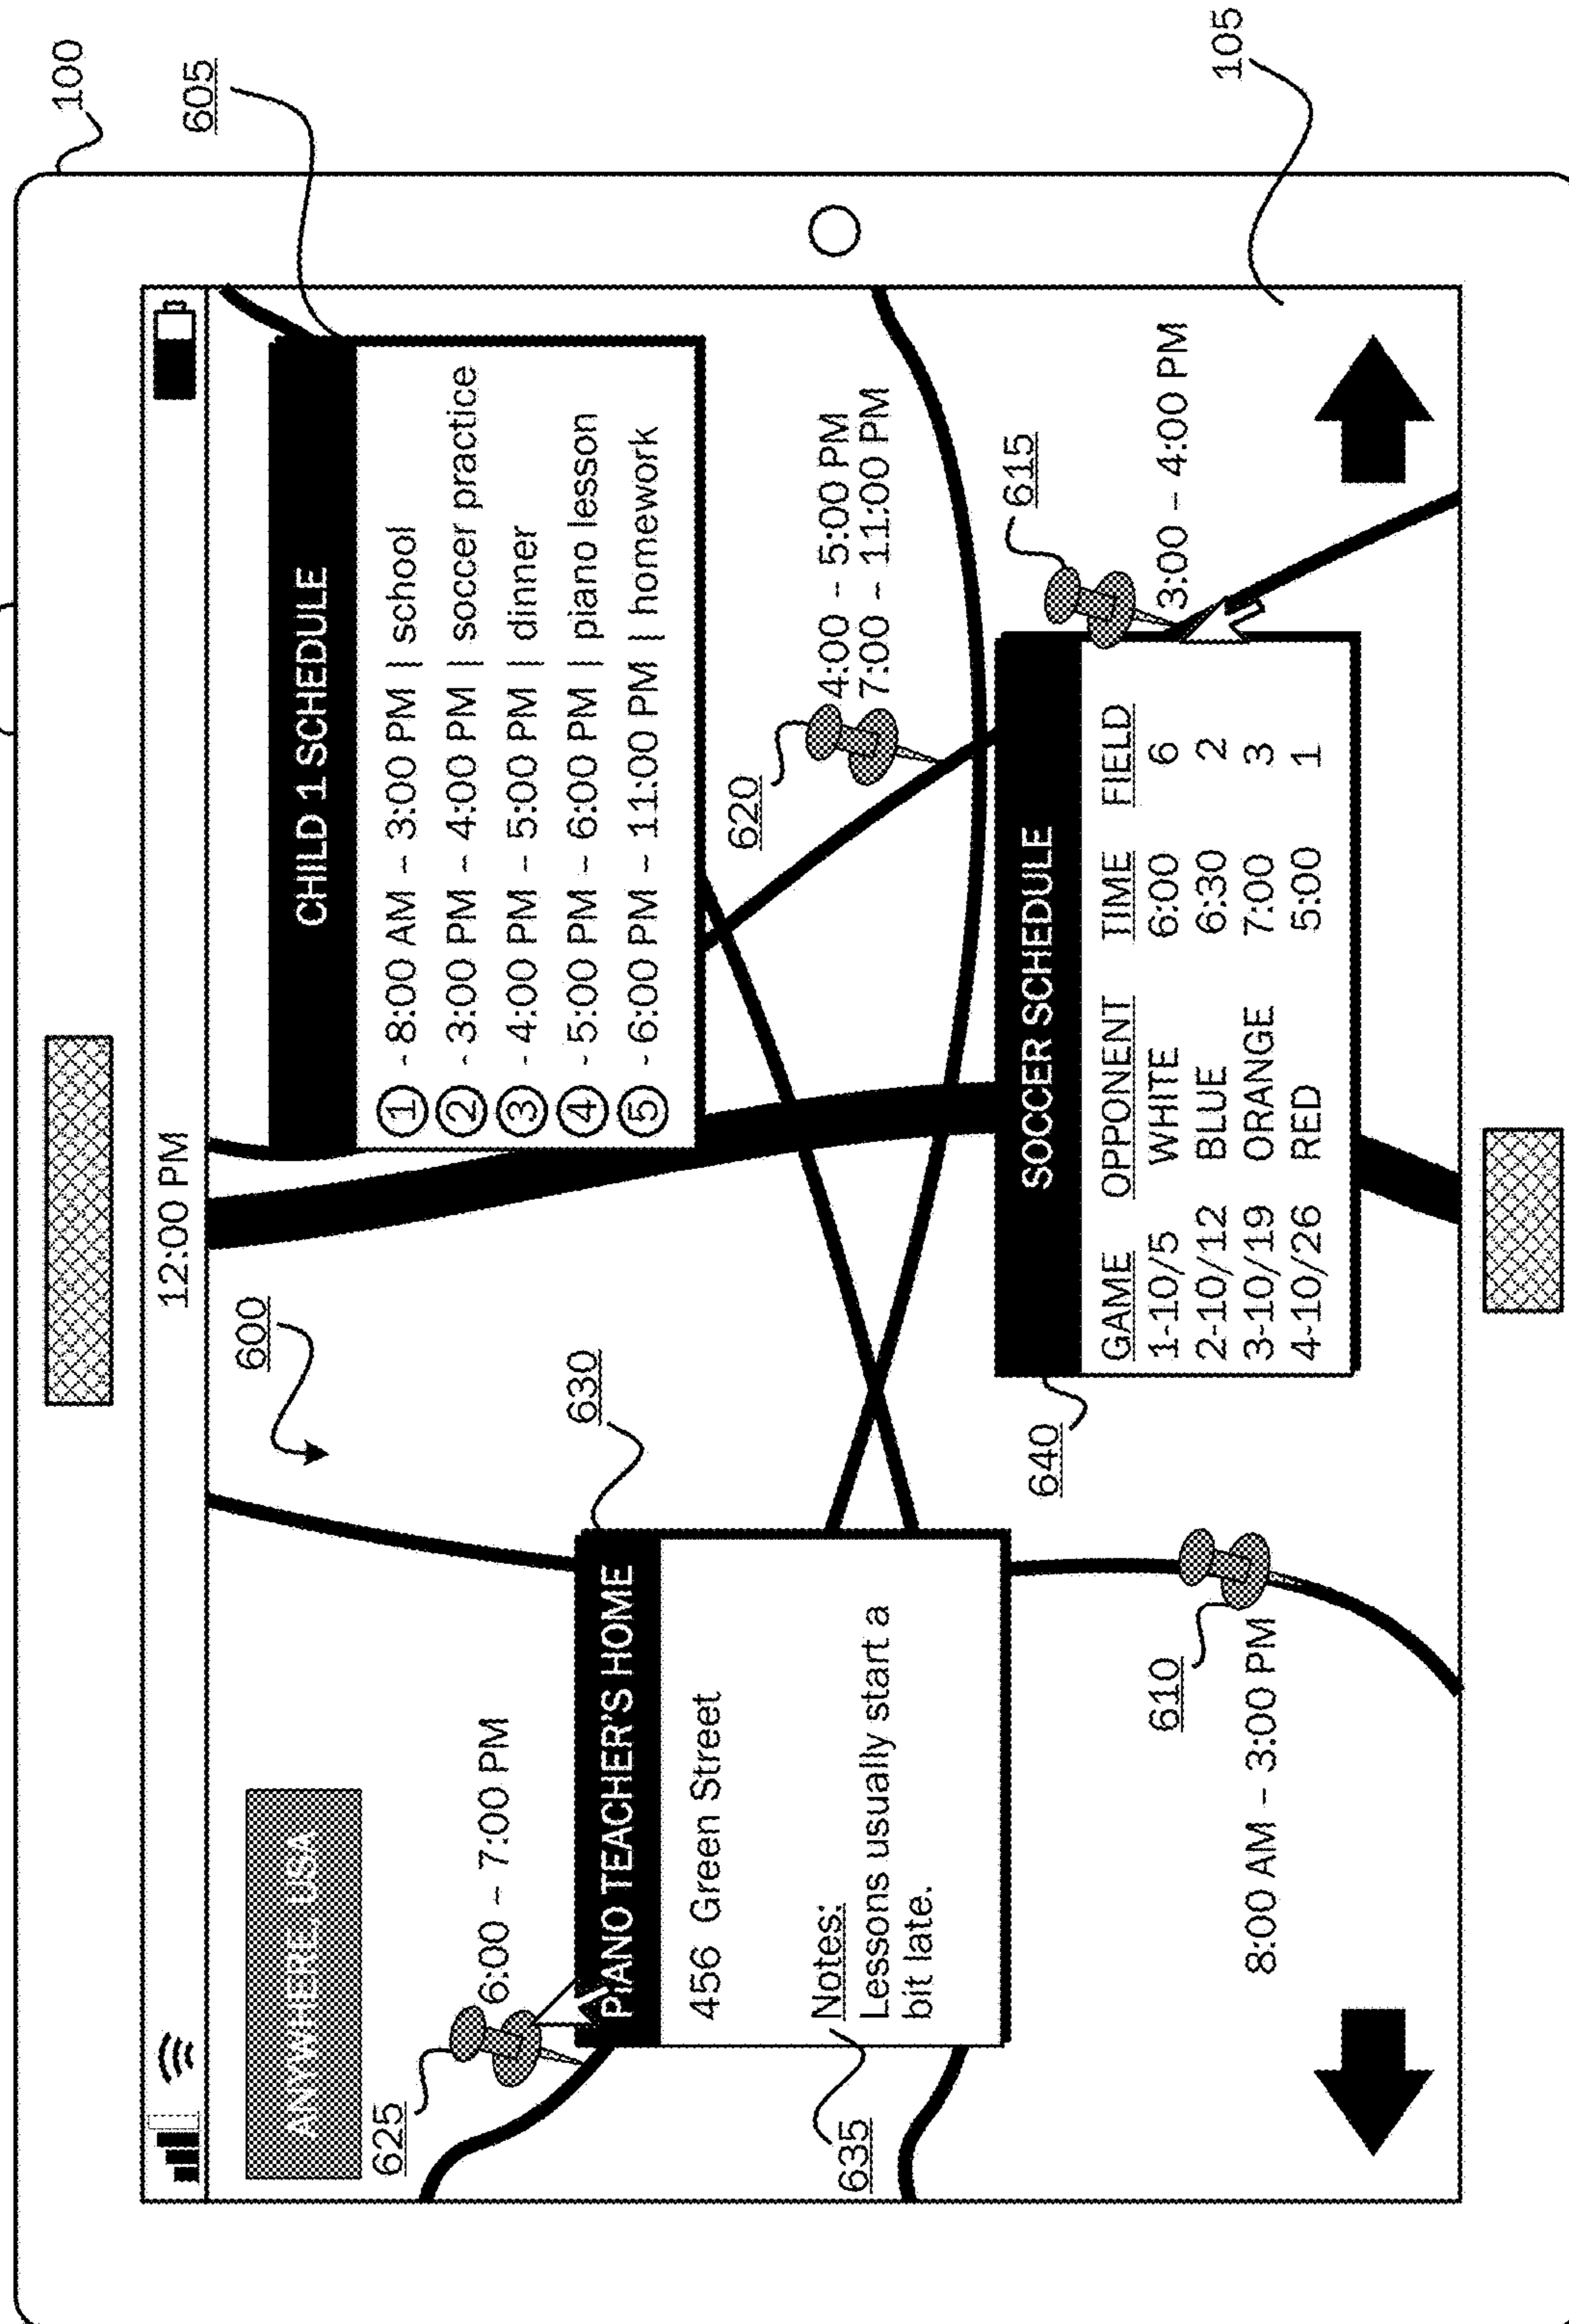 100
12:00 PM
605
600
ANYWHERE, USA
CHILD 1 SCHEDULE
① - 8:00 AM – 3:00 PM | school
② - 3:00 PM – 4:00 PM | soccer practice
③ - 4:00 PM – 5:00 PM | dinner
④ - 5:00 PM – 6:00 PM | piano lesson
⑤ - 6:00 PM – 11:00 PM | homework
625
6:00 – 7:00 PM
630
PIANO TEACHER'S HOME
456 Green Street
635
Notes:
Lessons usually start a
bit late.
620
4:00 – 5:00 PM
7:00 – 11:00 PM
615
3:00 – 4:00 PM
640
SOCCER SCHEDULE
GAME OPPONENT TIME FIELD
1-10/5 WHITE 6:00 6
2-10/12 BLUE 6:30 2
3-10/19 ORANGE 7:00 3
4-10/26 RED 5:00 1
610
8:00 AM – 3:00 PM
105